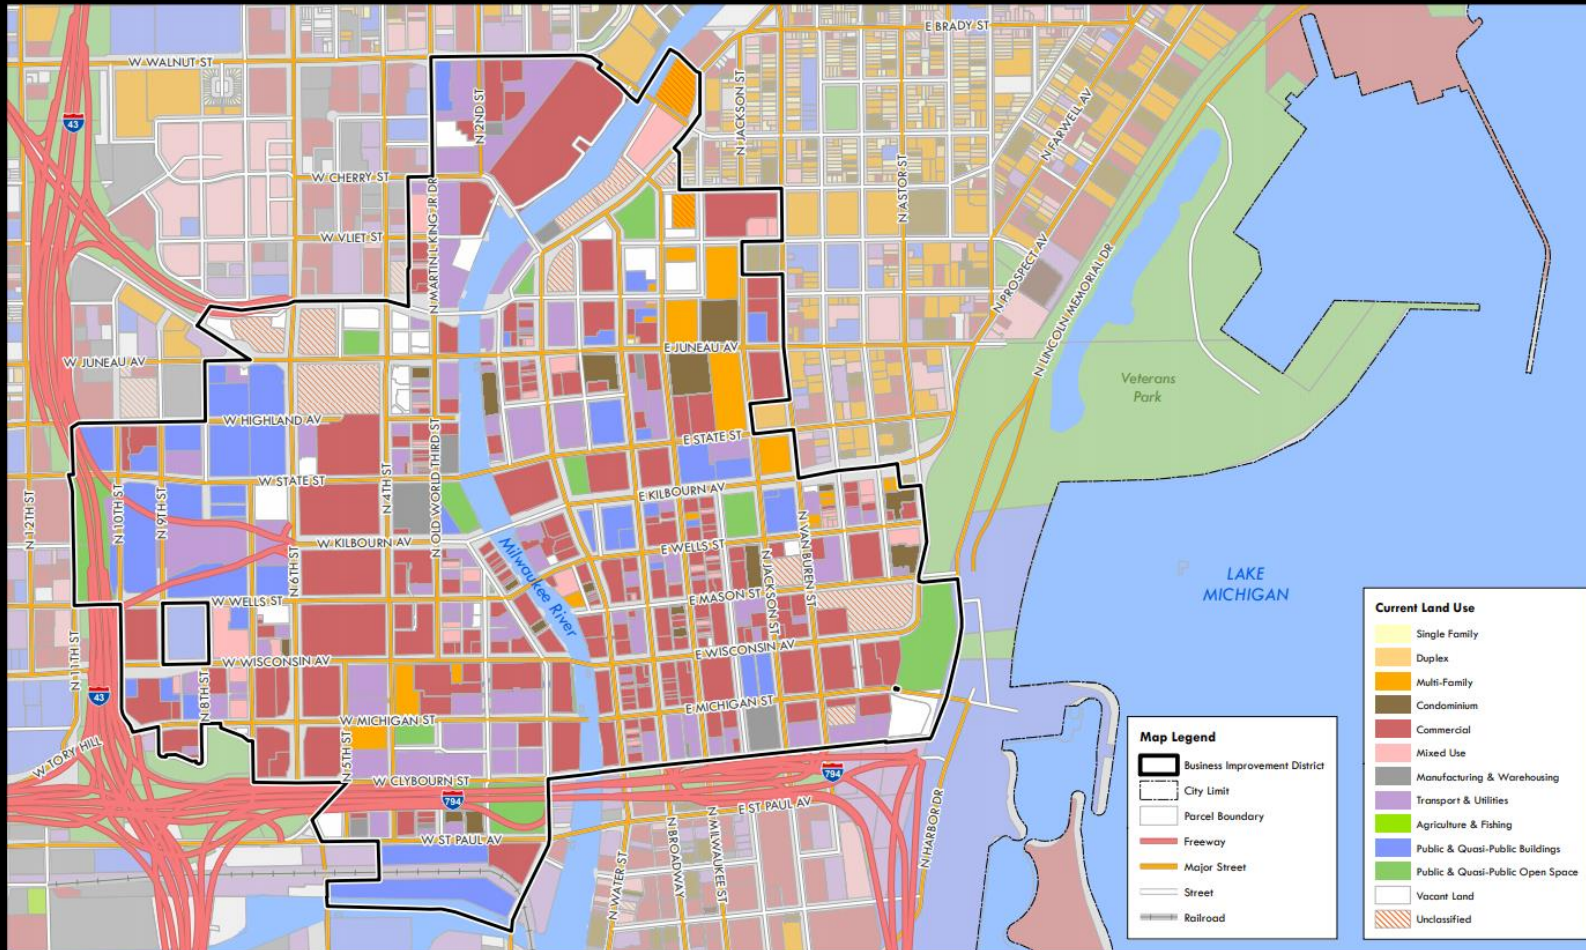 E BRADY ST
W WALNUT ST
43
N 2ND ST
N JACKSON ST
N FARWELL AV
W CHERRY ST
N MARTIN L KING JR DR
N ASTOR ST
W VLIET ST
N PROSPECT AV
N LINCOLN MEMORIAL DR
W JUNEAU AV
E JUNEAU AV
Veterans
Park
W HIGHLAND AV
N OLD WORLD THIRD ST
E STATE ST
W STATE ST
N 4TH ST
E KILBOURN AV
N 12TH ST
N 10TH ST
N 9TH ST
W KILBOURN AV
N VAN BUREN ST
E WELLS ST
N 6TH ST
Milwaukee River
N JACKSON ST
LAKE
MICHIGAN
W WELLS ST
E MASON ST
N 11TH ST
W WISCONSIN AV
E WISCONSIN AV
43
N 8TH ST
E MICHIGAN ST
W MICHIGAN ST
W TORY HILL
N 5TH ST
W CLYBOURN ST
794
794
E ST PAUL AV
W ST PAUL AV
N HARBOR DR
N WATER ST
N BROADWAY
N MILWAUKEE ST
Map Legend
Business Improvement District
City Limit
Parcel Boundary
Freeway
Major Street
Street
Railroad
Current Land Use
Single Family
Duplex
Multi-Family
Condominium
Commercial
Mixed Use
Manufacturing & Warehousing
Transport & Utilities
Agriculture & Fishing
Public & Quasi-Public Buildings
Public & Quasi-Public Open Space
Vacant Land
Unclassified